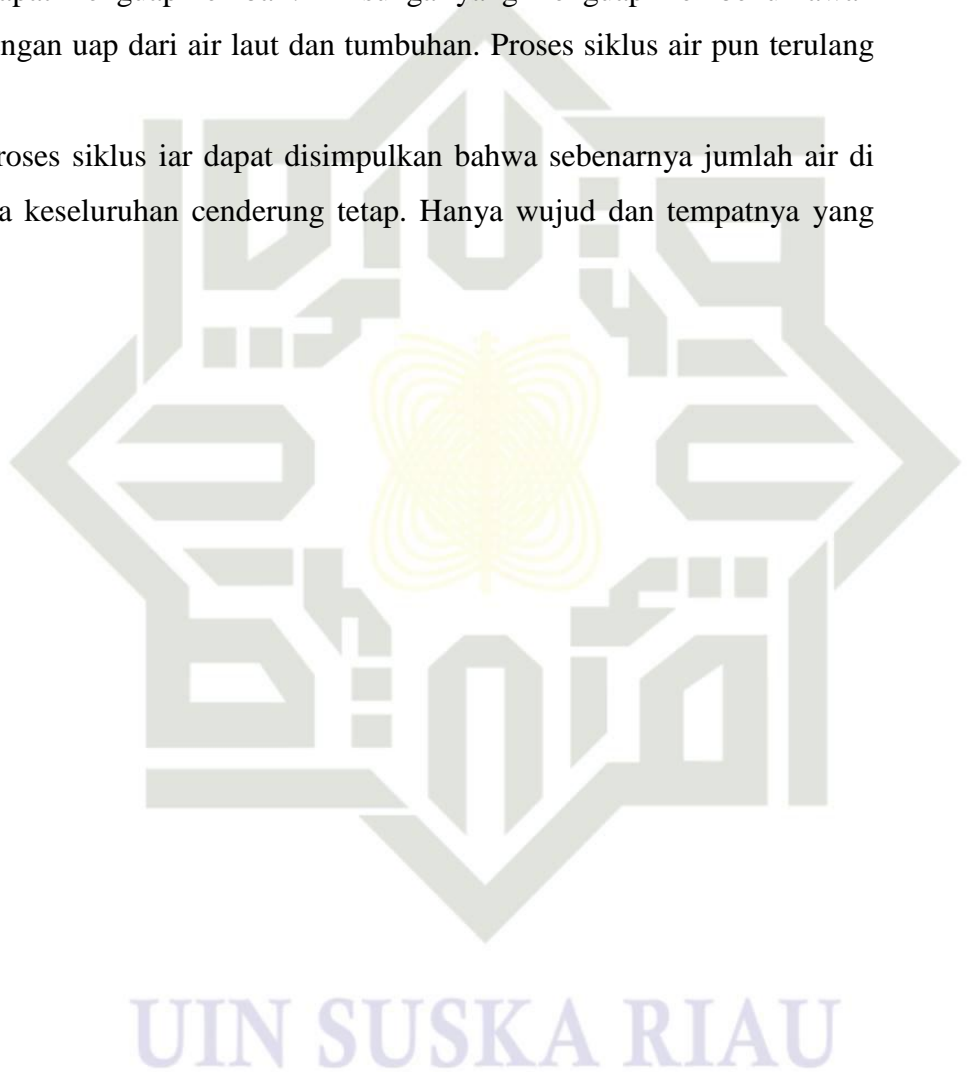 ngan uap dari air laut dan tumbuhan. Proses siklus air pun terulang
roses siklus iar dapat disimpulkan bahwa sebenarnya jumlah air di
a keseluruhan cenderung tetap. Hanya wujud dan tempatnya yang
UIN SUSKA RIAU